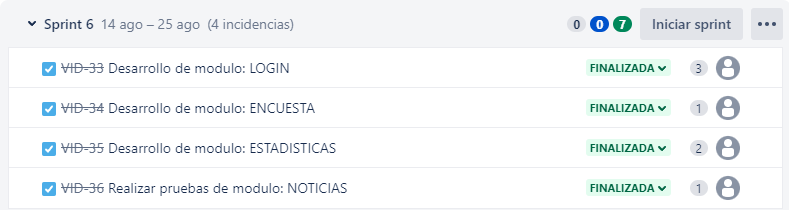 Sprint 6 14 ago – 25 ago (4 incidencias) 0 0 7 Iniciar sprint
VID-33 Desarrollo de modulo: LOGIN FINALIZADA 3
VID-34 Desarrollo de modulo: ENCUESTA FINALIZADA 1
VID-35 Desarrollo de modulo: ESTADISTICAS FINALIZADA 2
VID-36 Realizar pruebas de modulo: NOTICIAS FINALIZADA 1